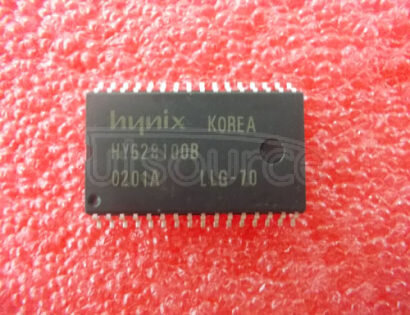 hynix KOREA
HY628100B
0201A LLG-70